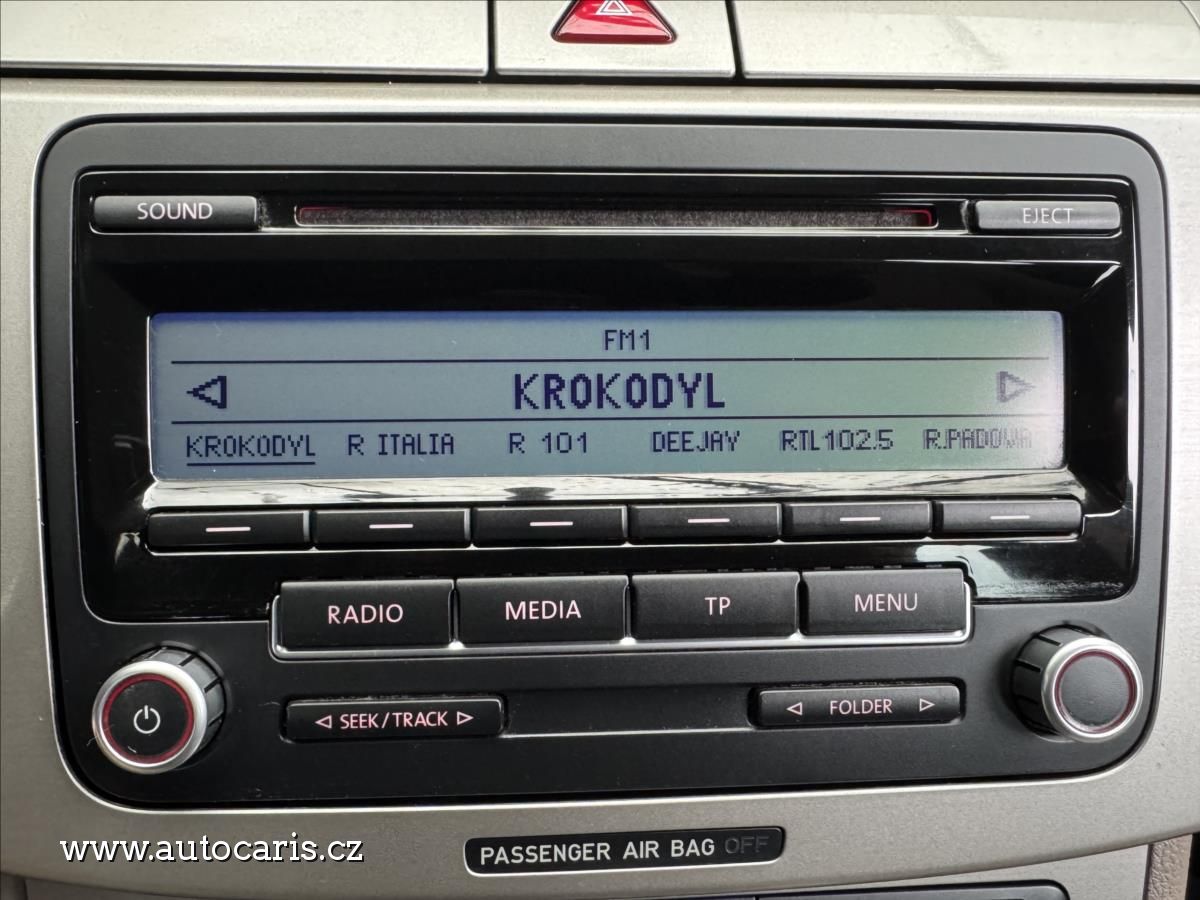 SOUND
EJECT
FM1
KROKODYL
KROKODYL R ITALIA R 101 DEEJAY RTL102.5 R.PADOVA
RADIO MEDIA TP MENU
SEEK/TRACK FOLDER
www.autocaris.cz
PASSENGER AIR BAG OFF